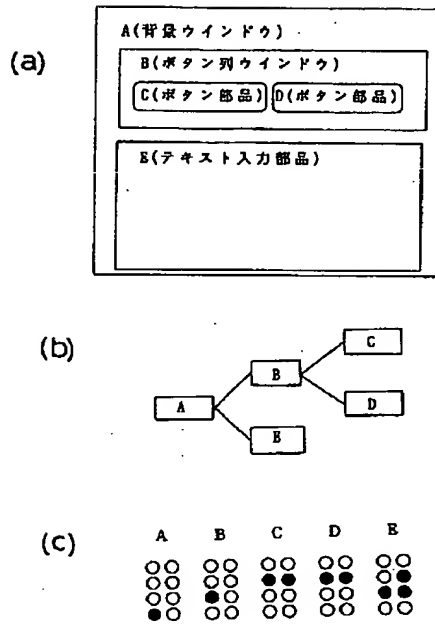 (a)
A(背景ウインドウ)
B(ボタン列ウインドウ)
C(ボタン部品) D(ボタン部品)
E(テキスト入力部品)
(b)
C
B
A
D
E
(c)
A B C D E